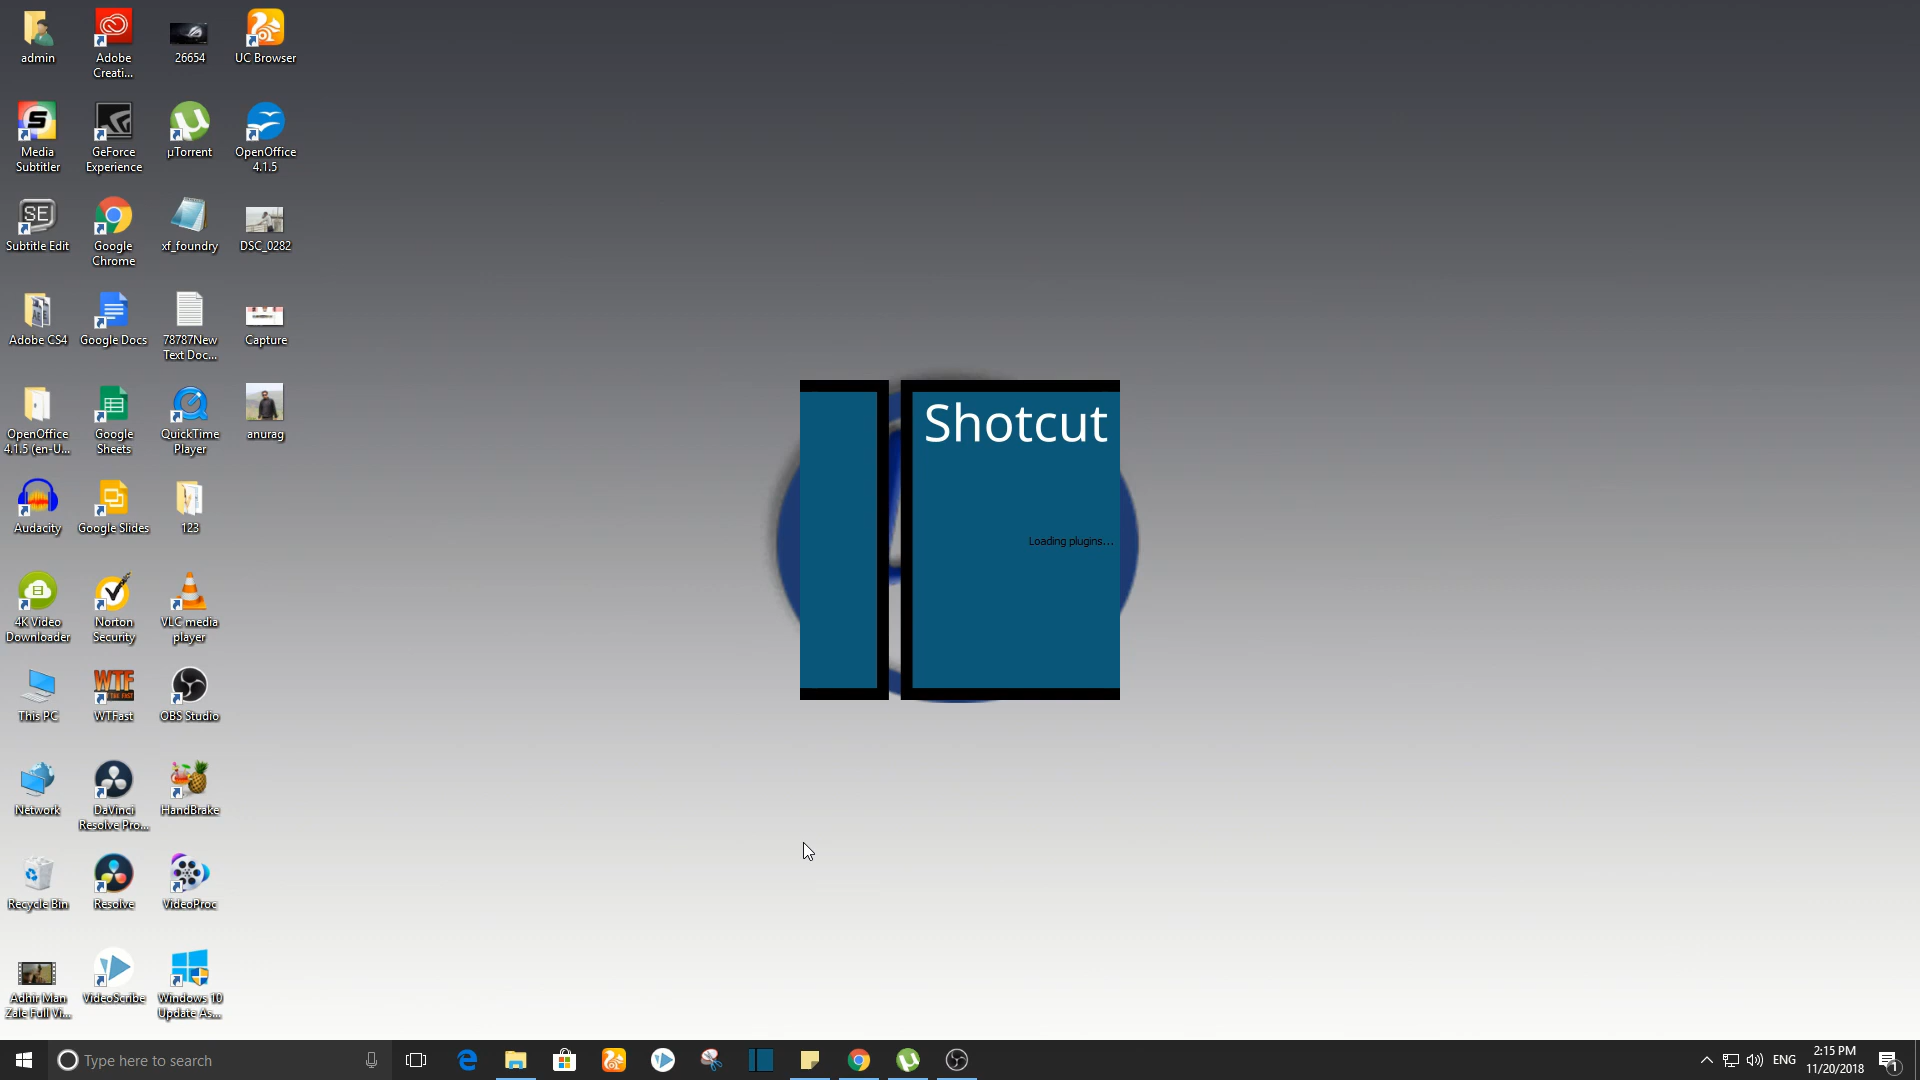 admin
Adobe
Creati...
26654
UC Browser
Media
Subtitler
GeForce
Experience
µTorrent
OpenOffice
4.1.5
SE
Subtitle Edit
Google
Chrome
xf_foundry
DSC_0282
Adobe CS4
Google Docs
78787New
Text Doc...
Capture
OpenOffice
4.1.5 (en-U...
Google
Sheets
QuickTime
Player
anurag
Audacity
Google Slides
123
4K Video
Downloader
Norton
Security
VLC media
player
This PC
WTF
WTFast
OBS Studio
Network
DaVinci
Resolve Pro...
HandBrake
Recycle Bin
Resolve
VideoProc
Adhir Man
Zale Full Vi...
VideoScribe
Windows 10
Update As...
Shotcut
Loading plugins...
Type here to search
ENG
2:15 PM
11/20/2018
1